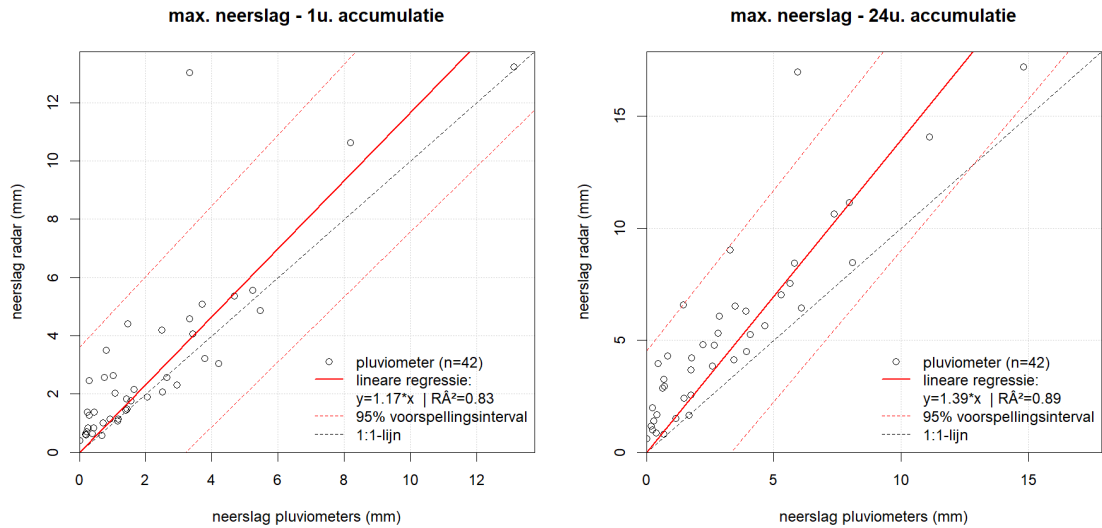 max. neerslag - 1u. accumulatie
neerslag radar (mm)
12
10
8
6
4
2
0
pluviometer (n=42)
lineare regressie:
y=1.17*x | RÂ²=0.83
95% voorspellingsinterval
1:1-lijn
0 2 4 6 8 10 12
neerslag pluviometers (mm)
max. neerslag - 24u. accumulatie
neerslag radar (mm)
15
10
5
0
pluviometer (n=42)
lineare regressie:
y=1.39*x | RÂ²=0.89
95% voorspellingsinterval
1:1-lijn
0 5 10 15
neerslag pluviometers (mm)